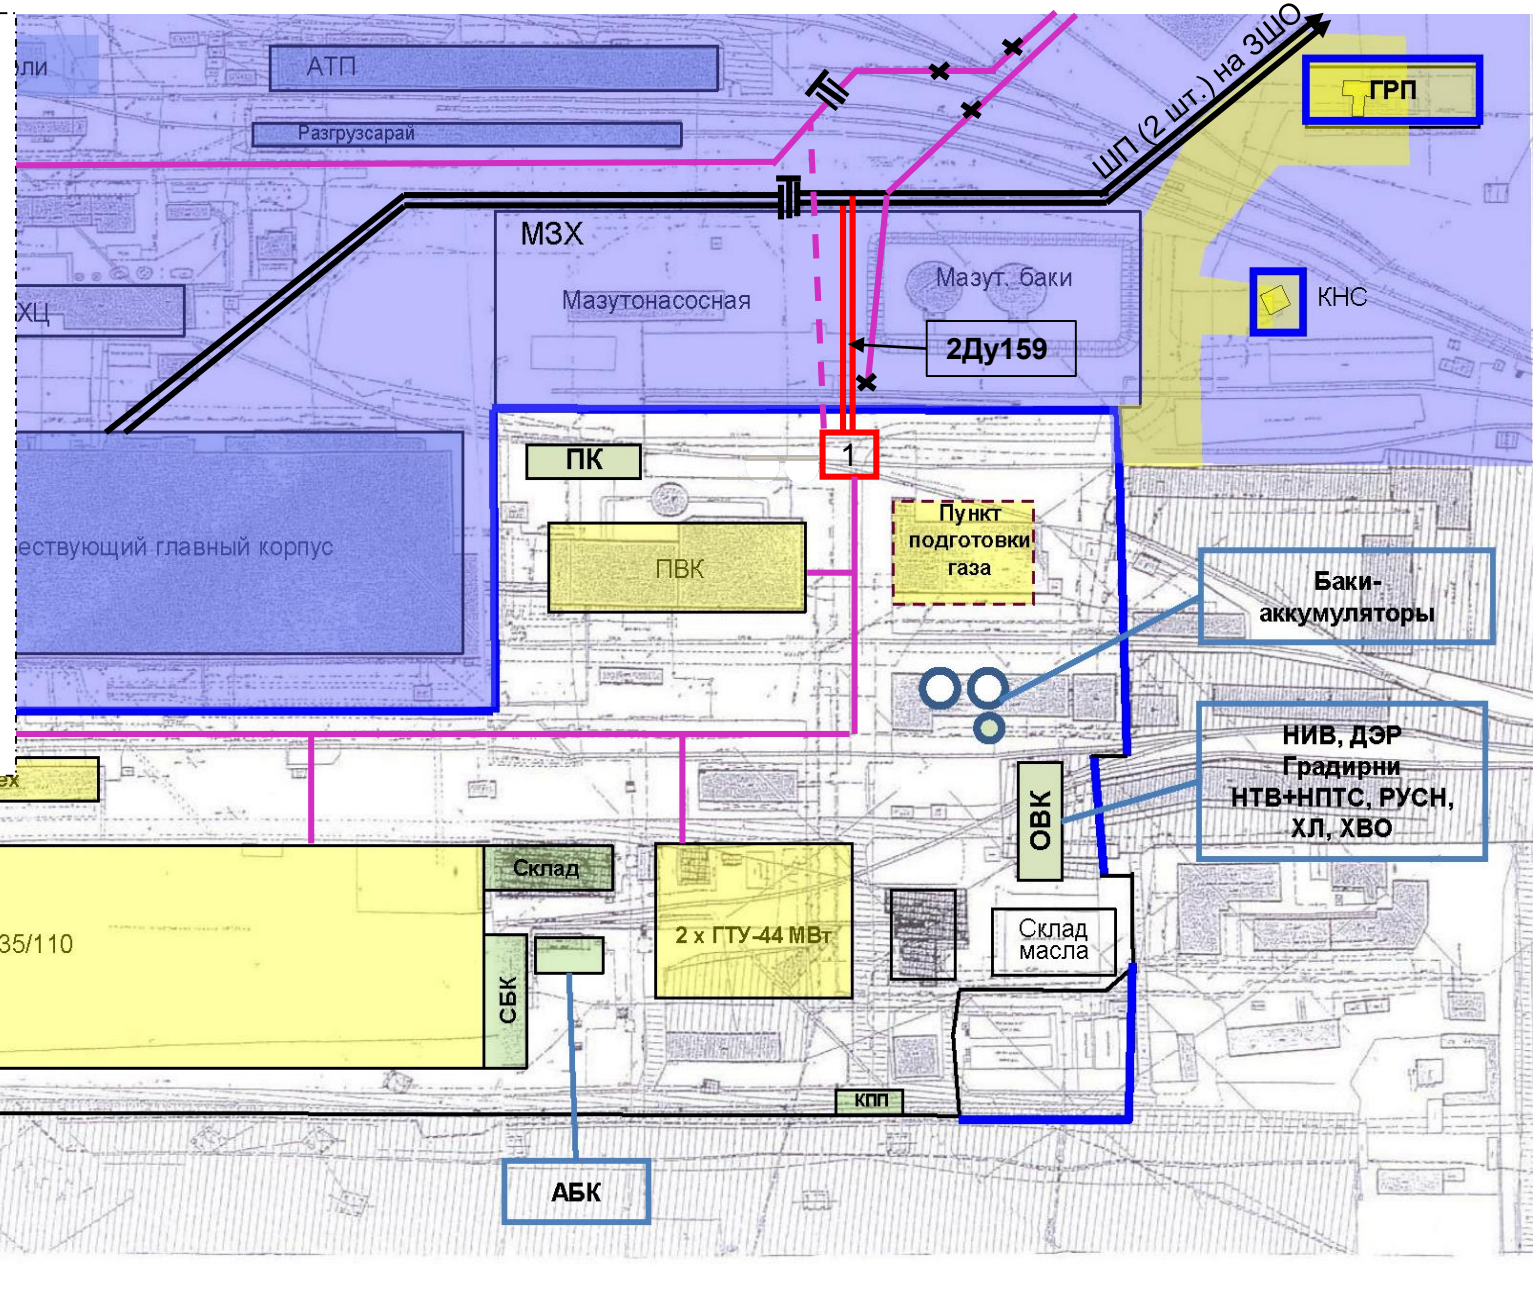 ли
АТП
Разгрузсарай
ШП (2 шт.) на ЗШО
ГРП
МЗХ
Мазут. баки
Мазутонасосная
КНС
ХЦ
2Ду159
ПК
1
Пункт
подготовки
газа
ествующий главный корпус
ПВК
Баки-
аккумуляторы
НИВ, ДЭР
Градирни
НТВ+НПТС, РУСН,
ХЛ, ХВО
ех
ОВК
Склад
35/110
2 х ГТУ-44 МВт
Склад
масла
СБК
КПП
АБК